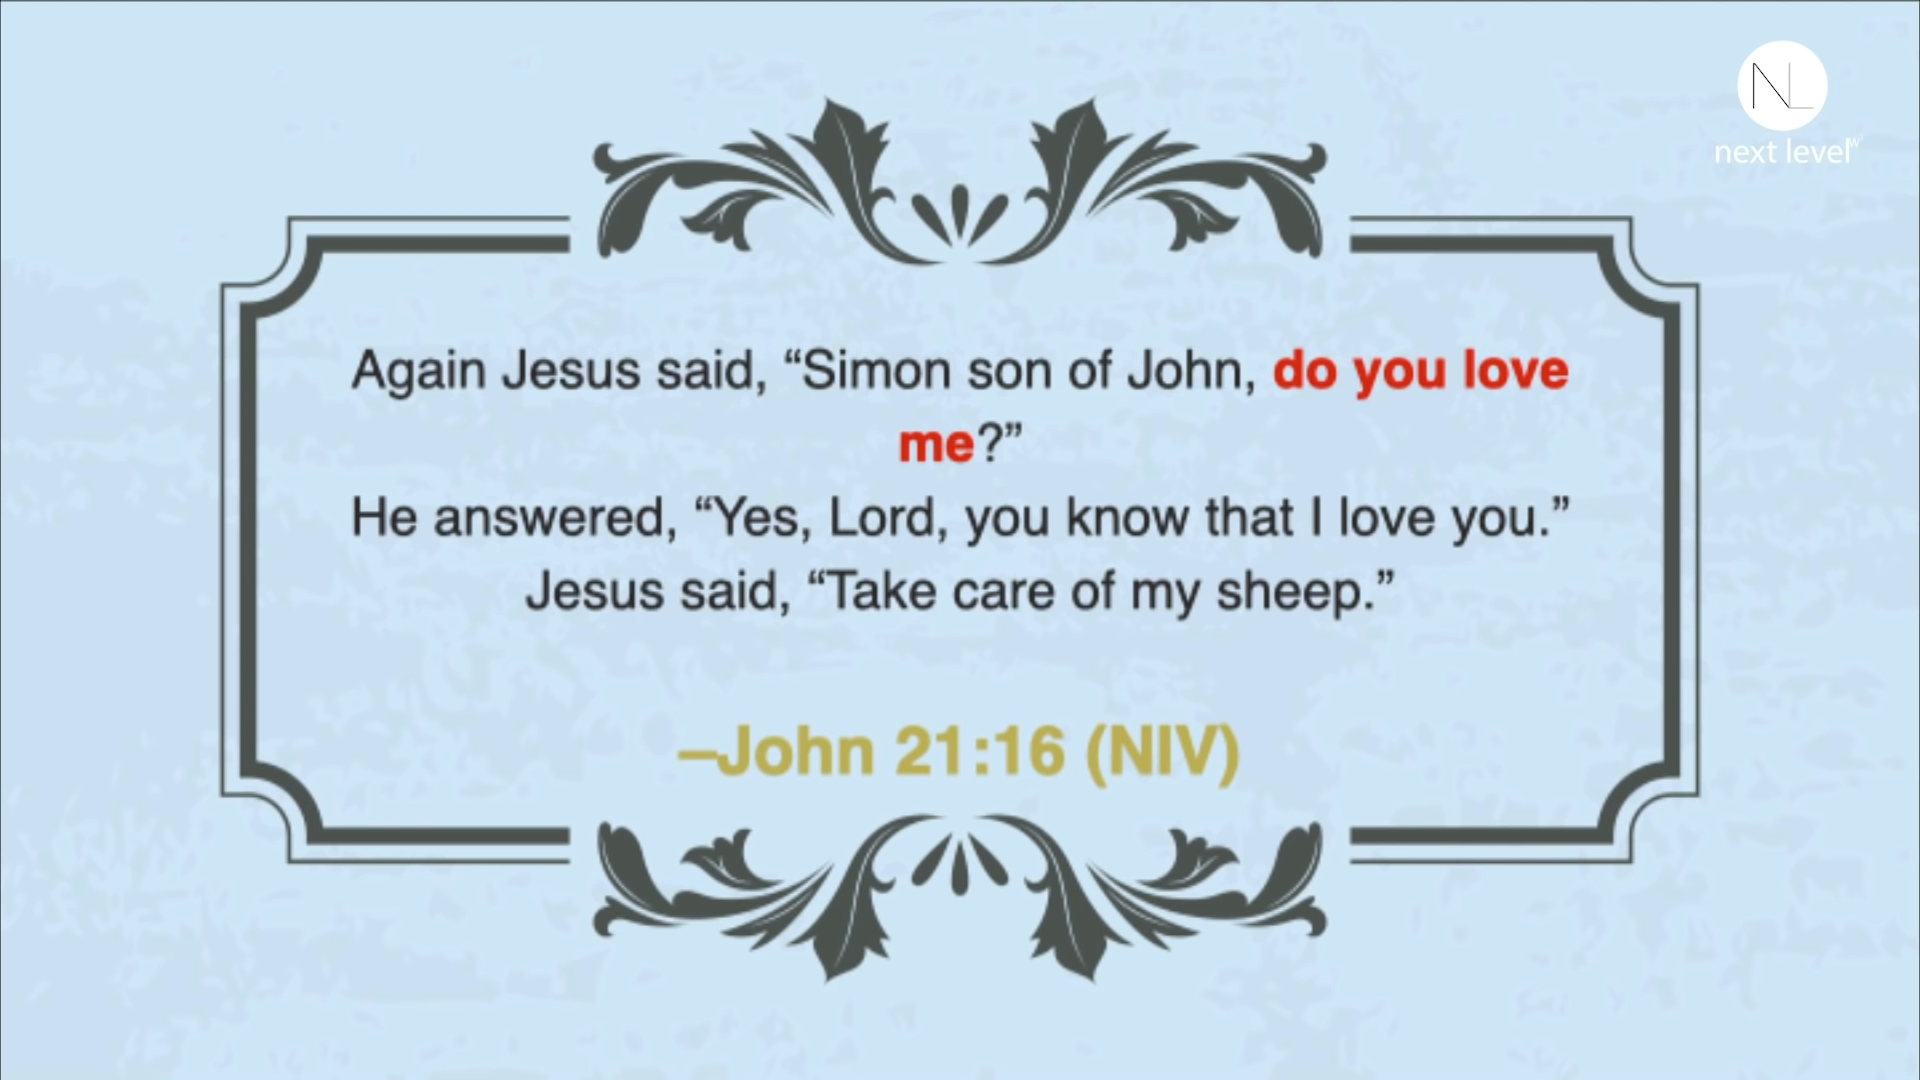 NL
next level
Again Jesus said, “Simon son of John, do you love
me?”
He answered, “Yes, Lord, you know that I love you.”
Jesus said, “Take care of my sheep.”
–John 21:16 (NIV)